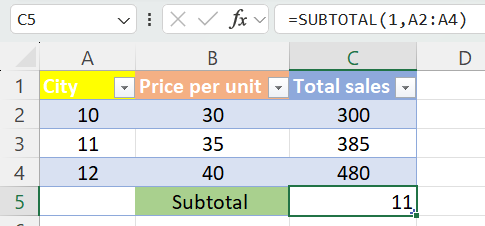 C5 fx =SUBTOTAL(1,A2:A4)
A B C D
1 City Price per unit Total sales
2 10 30 300
3 11 35 385
4 12 40 480
5 Subtotal 11